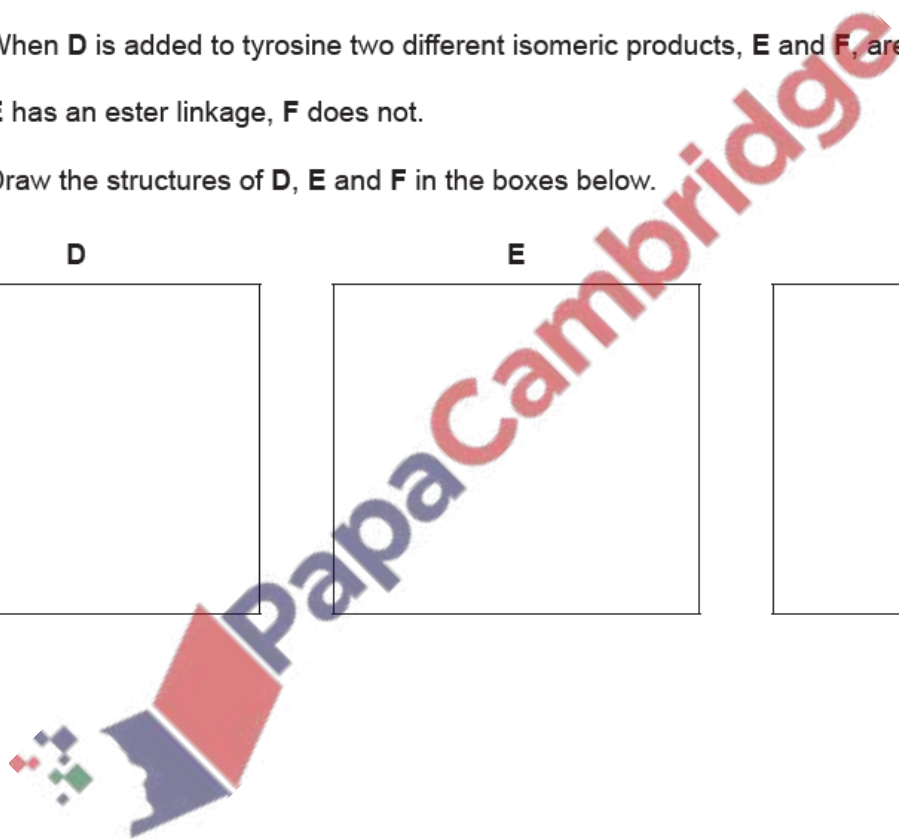 When D is added to tyrosine two different isomeric products, E and F, are
E has an ester linkage, F does not.
Draw the structures of D, E and F in the boxes below.
D
E
PapaCambridge